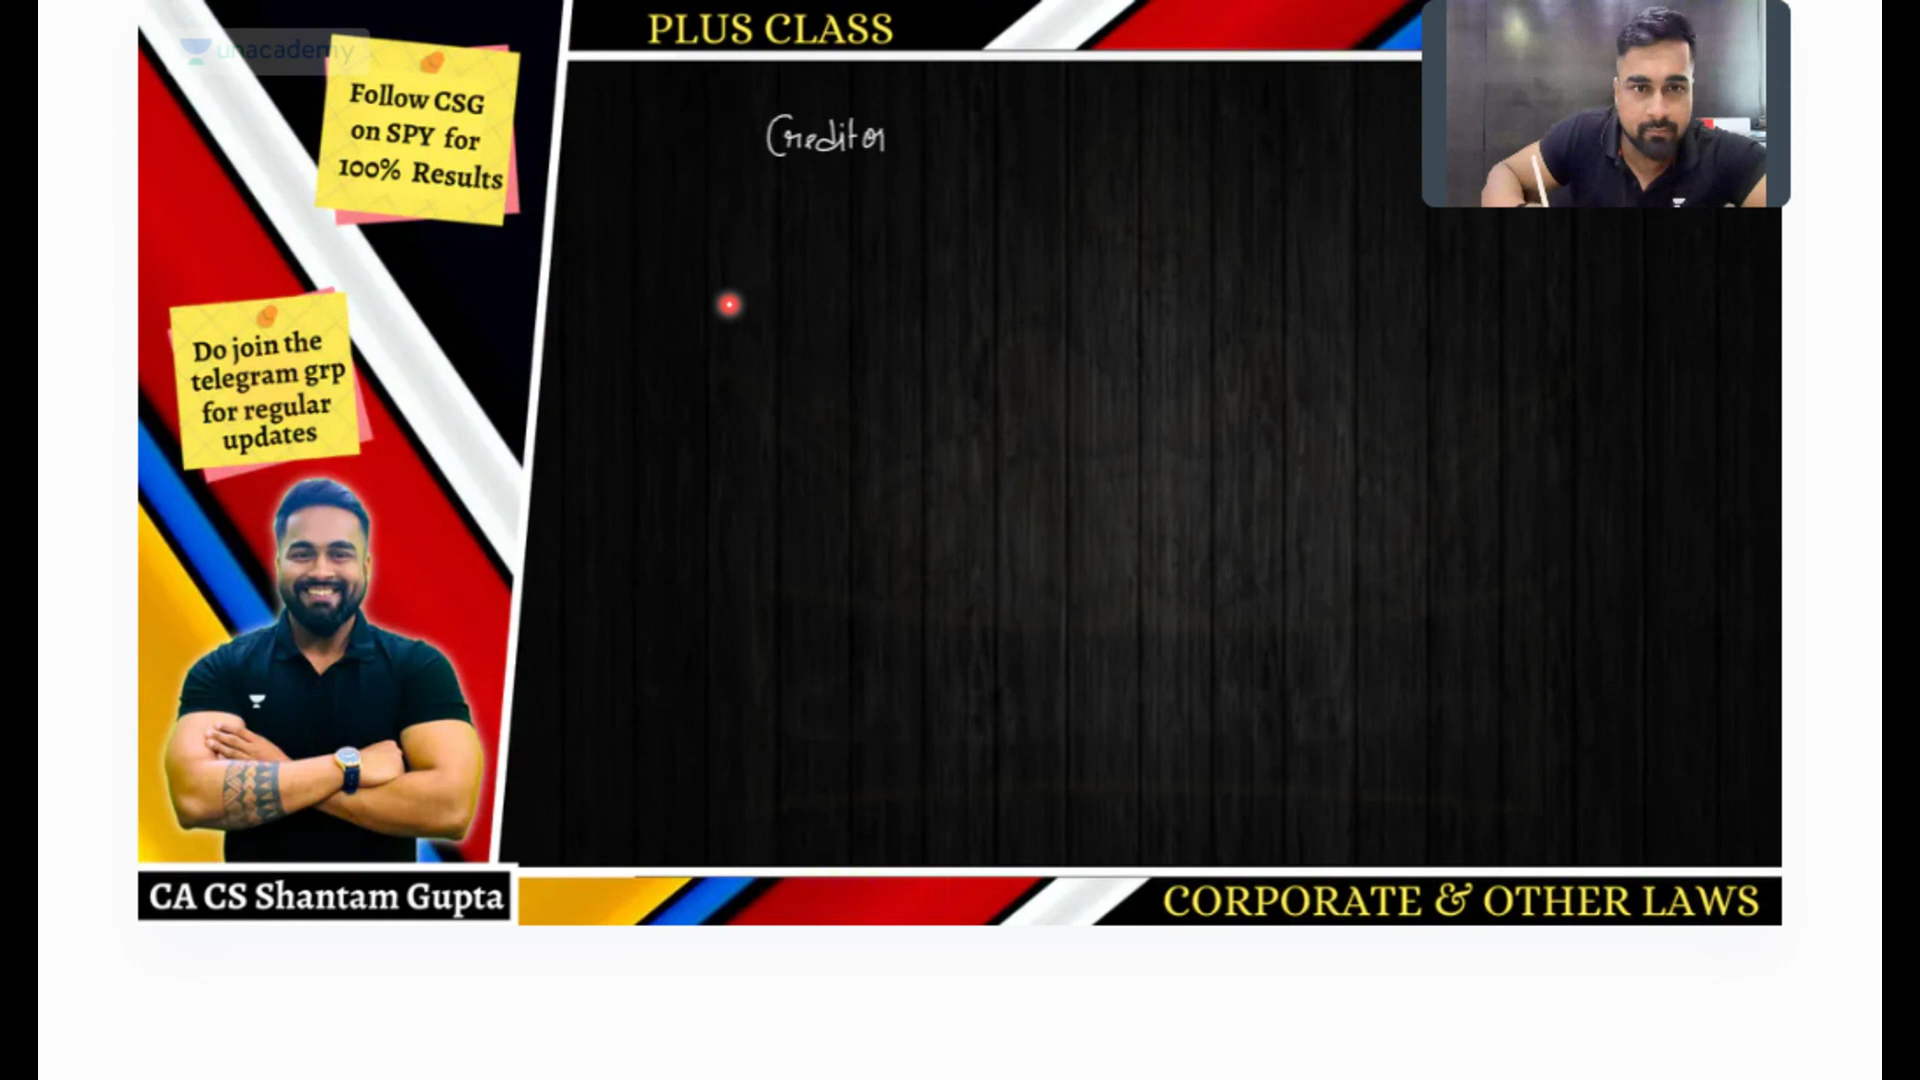 PLUS CLASS
unacademy
Follow CSG
on SPY for
100% Results
Creditor
Do join the
telegram grp
for regular
updates
CA CS Shantam Gupta
CORPORATE & OTHER LAWS